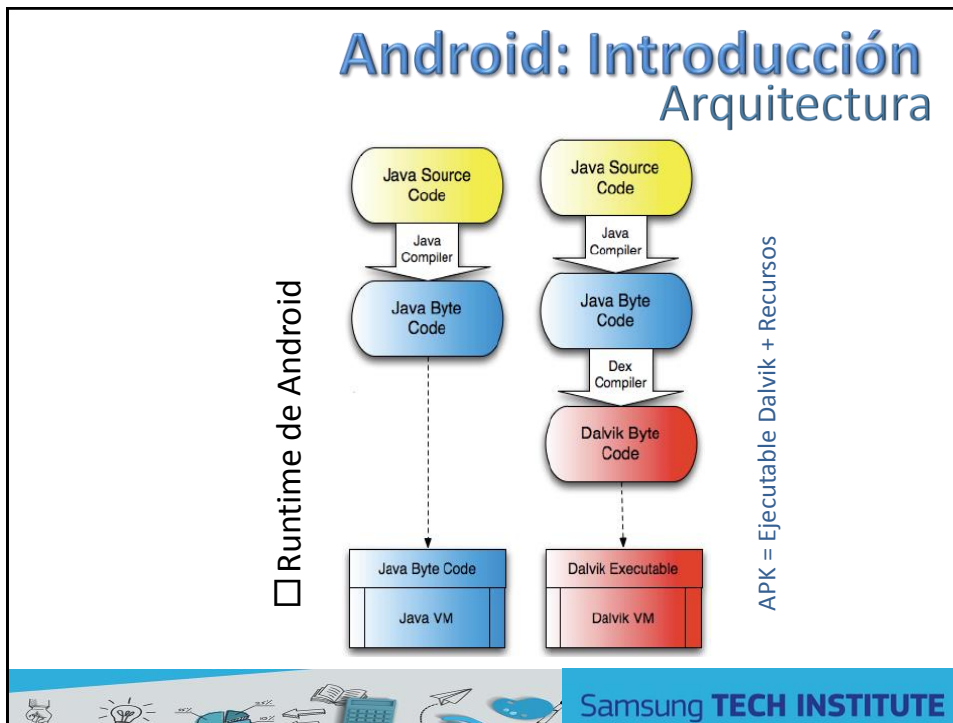 Android: Introducción
Arquitectura
Runtime de Android
Java Source
Code
Java
Compiler
Java Byte
Code
Java Byte Code
Java VM
Java Source
Code
Java
Compiler
Java Byte
Code
Dex
Compiler
Dalvik Byte
Code
Dalvik Executable
Dalvik VM
APK = Ejecutable Dalvik + Recursos
Samsung TECH INSTITUTE